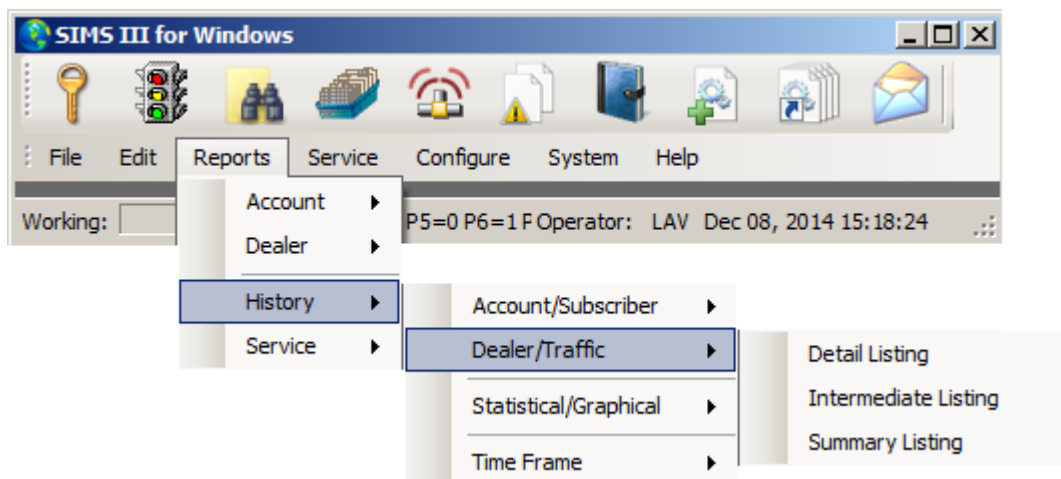 SIMS III for Windows
File Edit Reports Service Configure System Help
Account
Working: P5=0 P6=1 F Operator: LAV Dec 08, 2014 15:18:24
Dealer
History
Service
Account/Subscriber
Dealer/Traffic
Statistical/Graphical
Time Frame
Detail Listing
Intermediate Listing
Summary Listing